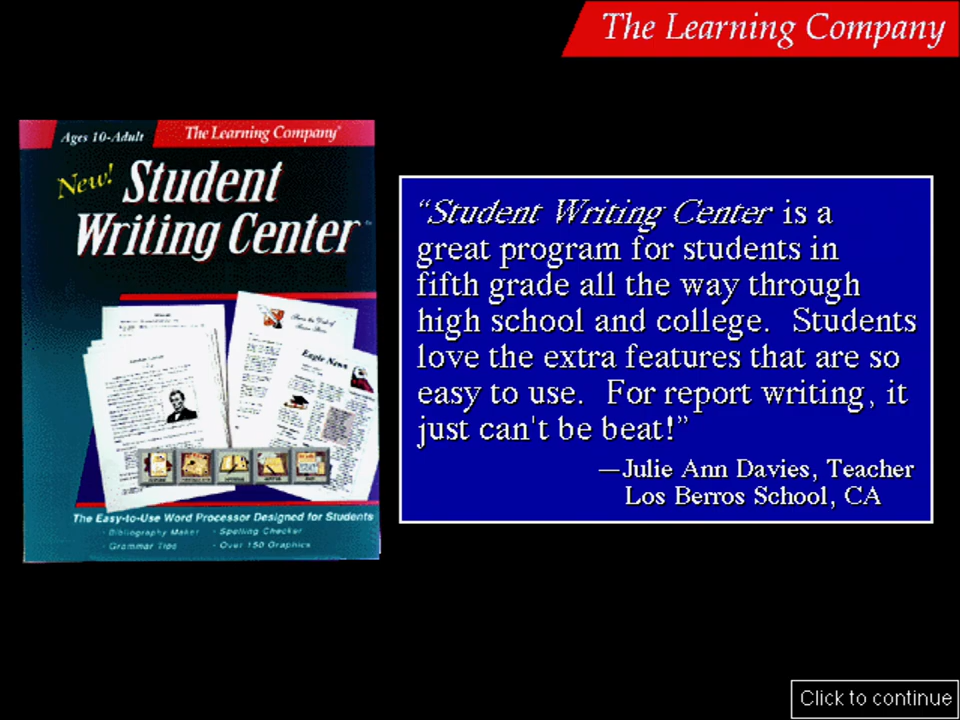 The Learning Company
Ages 10-Adult
The Learning Company
New!
Student
Writing Center™
Eagle News
The Easy-to-Use Word Processor Designed for Students
· Bibliography Maker · Spelling Checker
· Grammar Tips · Over 150 Graphics
“Student Writing Center is a
great program for students in
fifth grade all the way through
high school and college.  Students
love the extra features that are so
easy to use.  For report writing, it
just can't be beat!”
—Julie Ann Davies, Teacher
Los Berros School, CA
Click to continue